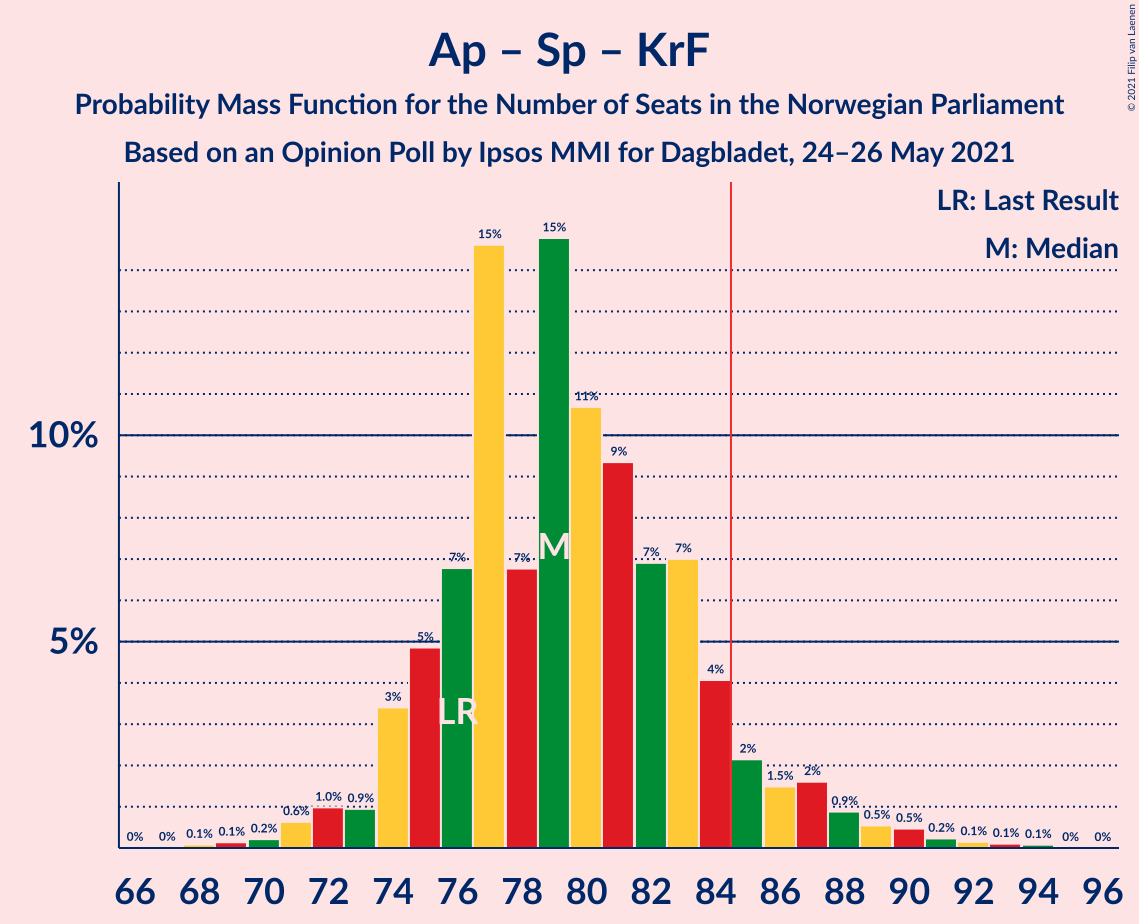 Ap – Sp – KrF
Probability Mass Function for the Number of Seats in the Norwegian Parliament
Based on an Opinion Poll by Ipsos MMI for Dagbladet, 24–26 May 2021
© 2021 Filip van Laenen
LR: Last Result
M: Median
10%
5%
0% 0% 0.1% 0.1% 0.2% 0.6% 1.0% 0.9% 3% 5% 7% 15% 7% 15% 11% 9% 7% 7% 4% 2% 1.5% 2% 0.9% 0.5% 0.5% 0.2% 0.1% 0.1% 0.1% 0% 0%
M
LR
66 68 70 72 74 76 78 80 82 84 86 88 90 92 94 96